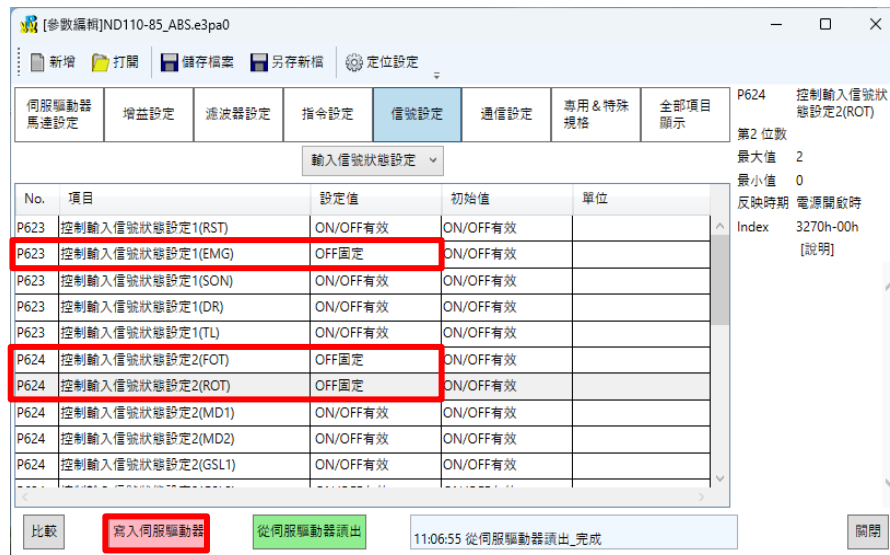 [參數編輯]ND110-85_ABS.e3pa0
新增 打開 儲存檔案 另存新檔 定位設定
伺服驅動器
馬達設定
增益設定
濾波器設定
指令設定
信號設定
通信設定
專用&特殊
規格
全部項目
顯示
輸入信號狀態設定
No. 項目 設定值 初始值 單位
P623 控制輸入信號狀態設定1(RST) ON/OFF有效 ON/OFF有效
P623 控制輸入信號狀態設定1(EMG) OFF固定 ON/OFF有效
P623 控制輸入信號狀態設定1(SON) ON/OFF有效 ON/OFF有效
P623 控制輸入信號狀態設定1(DR) ON/OFF有效 ON/OFF有效
P623 控制輸入信號狀態設定1(TL) ON/OFF有效 ON/OFF有效
P624 控制輸入信號狀態設定2(FOT) OFF固定 ON/OFF有效
P624 控制輸入信號狀態設定2(ROT) OFF固定 ON/OFF有效
P624 控制輸入信號狀態設定2(MD1) ON/OFF有效 ON/OFF有效
P624 控制輸入信號狀態設定2(MD2) ON/OFF有效 ON/OFF有效
P624 控制輸入信號狀態設定2(GSL1) ON/OFF有效 ON/OFF有效
P624 控制輸入信號狀
態設定2(ROT)
第2 位數
最大值 2
最小值 0
反映時期 電源開啟時
Index 3270h-00h
[說明]
比較 寫入伺服驅動器 從伺服驅動器讀出 11:06:55 從伺服驅動器讀出_完成 關閉